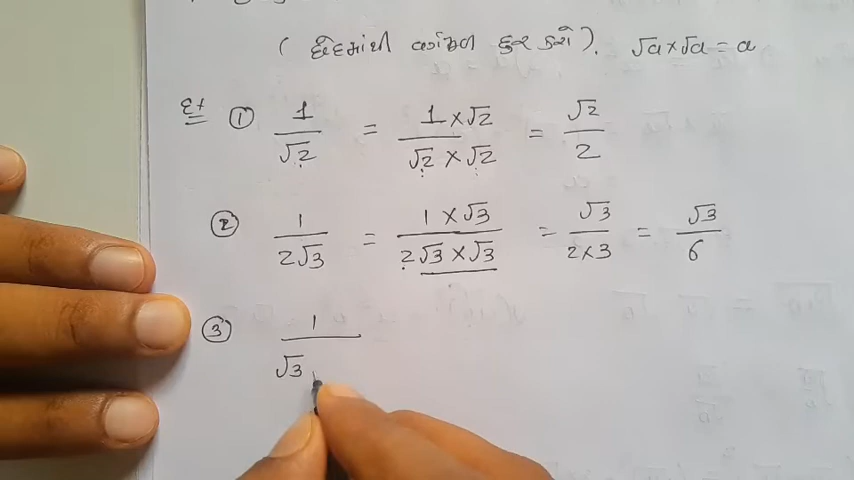 ( છેદમાંથી કરણી દુર કરો ). √a × √a = a
Ex ① 1/√2 = 1 × √2 / √2 × √2 = √2/2
② 1/2√3 = 1 × √3 / 2√3 × √3 = √3 / 2×3 = √3/6
③ 1/√3